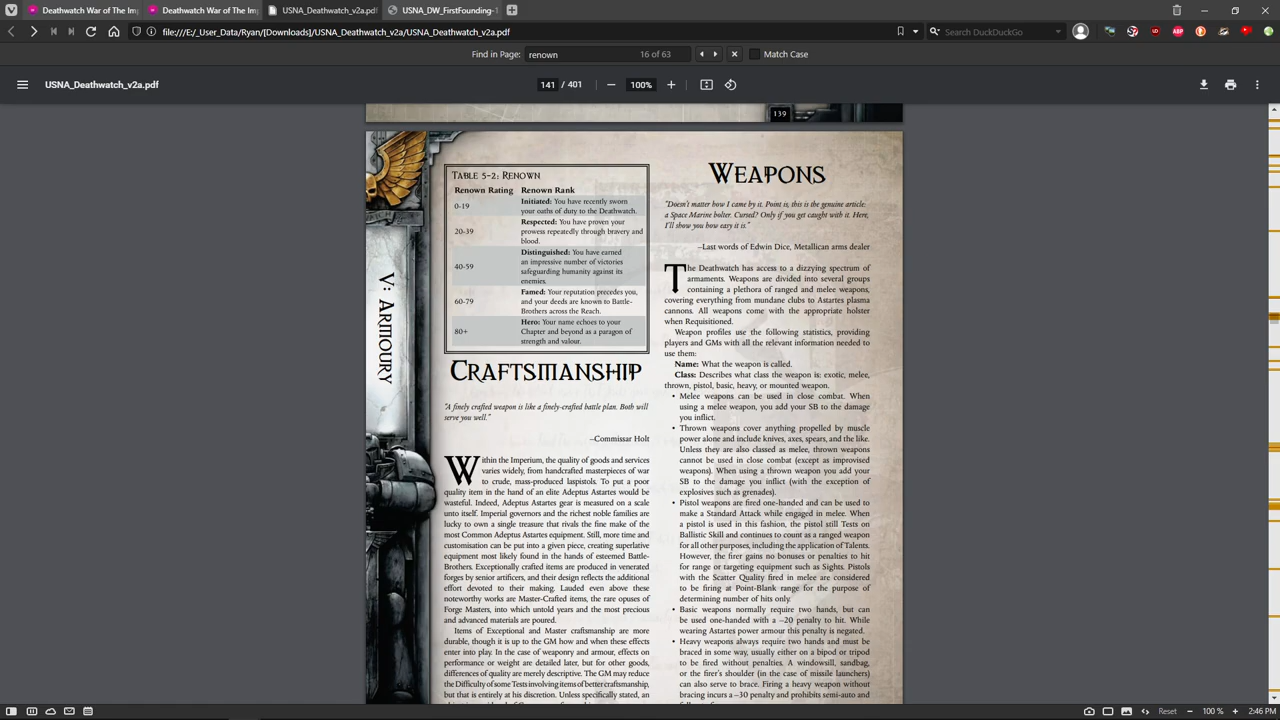 Deathwatch War of The Im
Deathwatch War of The Im
USNA_Deathwatch_v2a.pdf
USNA_DW_FirstFounding-1
file:///E:/_User_Data/Ryan/[Downloads]/USNA_Deathwatch_v2a/USNA_Deathwatch_v2a.pdf
Search DuckDuckGo
Find in Page:
renown
16 of 63
Match Case
USNA_Deathwatch_v2a.pdf
141 / 401
100%
139
V: Armoury
Table 5-2: Renown
Renown Rating Renown Rank
0-19
Initiated: You have recently sworn
your oaths of duty to the Deathwatch.
20-39
Respected: You have proven your
prowess repeatedly through bravery and
blood.
40-59
Distinguished: You have earned
an impressive number of victories
safeguarding humanity against its
enemies.
60-79
Famed: Your reputation precedes you,
and your deeds are known to Battle-
Brothers across the Reach.
80+
Hero: Your name echoes to your
Chapter and beyond as a paragon of
strength and valour.
Craftsmanship
"A finely crafted weapon is like a finely-crafted battle plan. Both will
serve you well."
–Commissar Holt
Within the Imperium, the quality of goods and services
varies widely, from handcrafted masterpieces of war
to crude, mass-produced laspistols. To put a poor
quality item in the hand of an elite Adeptus Astartes would be
wasteful. Indeed, Adeptus Astartes gear is measured on a scale
unto itself. Imperial governors and the richest noble families are
lucky to own a single treasure that rivals the fine make of the
most Common Adeptus Astartes equipment. Still, more time and
customisation can be put into a given piece, creating superlative
equipment most likely found in the hands of esteemed Battle-
Brothers. Exceptionally crafted items are produced in venerated
forges by senior artificers, and their design reflects the additional
effort devoted to their making. Lauded even above these
noteworthy works are Master-Crafted items, the rare opuses of
Forge Masters, into which untold years and the most precious
and advanced materials are poured.
Items of Exceptional and Master craftsmanship are more
durable, though it is up to the GM how and when these effects
enter into play. In the case of weaponry and armour, effects on
performance or weight are detailed later, but for other goods,
differences of quality are merely descriptive. The GM may reduce
the Difficulty of some Tests involving items of better craftsmanship,
but that is entirely at his discretion. Unless specifically stated, an
Weapons
"Doesn't matter how I came by it. Point is, this is the genuine article:
a Space Marine bolter. Cursed? Only if you get caught with it. Here,
I'll show you how easy it is."
–Last words of Edwin Dice, Metallican arms dealer
The Deathwatch has access to a dizzying spectrum of
armaments. Weapons are divided into several groups
containing a plethora of ranged and melee weapons,
covering everything from mundane clubs to Astartes plasma
cannons. All weapons come with the appropriate holster
when Requisitioned.
Weapon profiles use the following statistics, providing
players and GMs with all the relevant information needed to
use them:
Name: What the weapon is called.
Class: Describes what class the weapon is: exotic, melee,
thrown, pistol, basic, heavy, or mounted weapon.
• Melee weapons can be used in close combat. When
using a melee weapon, you add your SB to the damage
you inflict.
• Thrown weapons cover anything propelled by muscle
power alone and include knives, axes, spears, and the like.
Unless they are also classed as melee, thrown weapons
cannot be used in close combat (except as improvised
weapons). When using a thrown weapon you add your
SB to the damage you inflict (with the exception of
explosives such as grenades).
• Pistol weapons are fired one-handed and can be used to
make a Standard Attack while engaged in melee. When
a pistol is used in this fashion, the pistol still Tests on
Ballistic Skill and continues to count as a ranged weapon
for all other purposes, including the application of Talents.
However, the firer gains no bonuses or penalties to hit
for range or targeting equipment such as Sights. Pistols
with the Scatter Quality fired in melee are considered
to be firing at Point-Blank range for the purpose of
determining number of hits only.
• Basic weapons normally require two hands, but can
be used one-handed with a –20 penalty to hit. While
wearing Astartes power armour this penalty is negated.
• Heavy weapons always require two hands and must be
braced in some way, usually either on a bipod or tripod
to be fired without penalties. A windowsill, sandbag,
or the firer's shoulder (in the case of missile launchers)
can also serve to brace. Firing a heavy weapon without
bracing incurs a –30 penalty and prohibits semi-auto and
Reset
100 %
2:46 PM